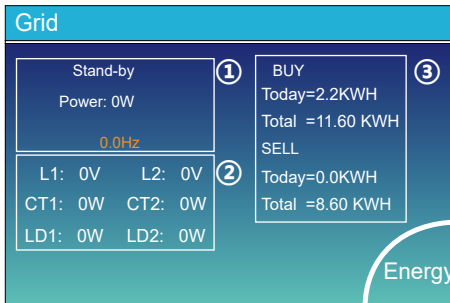 Grid
Stand-by
Power: 0W
0.0Hz
①
L1: 0V L2: 0V
CT1: 0W CT2: 0W
LD1: 0W LD2: 0W
②
BUY
Today=2.2KWH
Total =11.60 KWH
SELL
Today=0.0KWH
Total =8.60 KWH
③
Energy